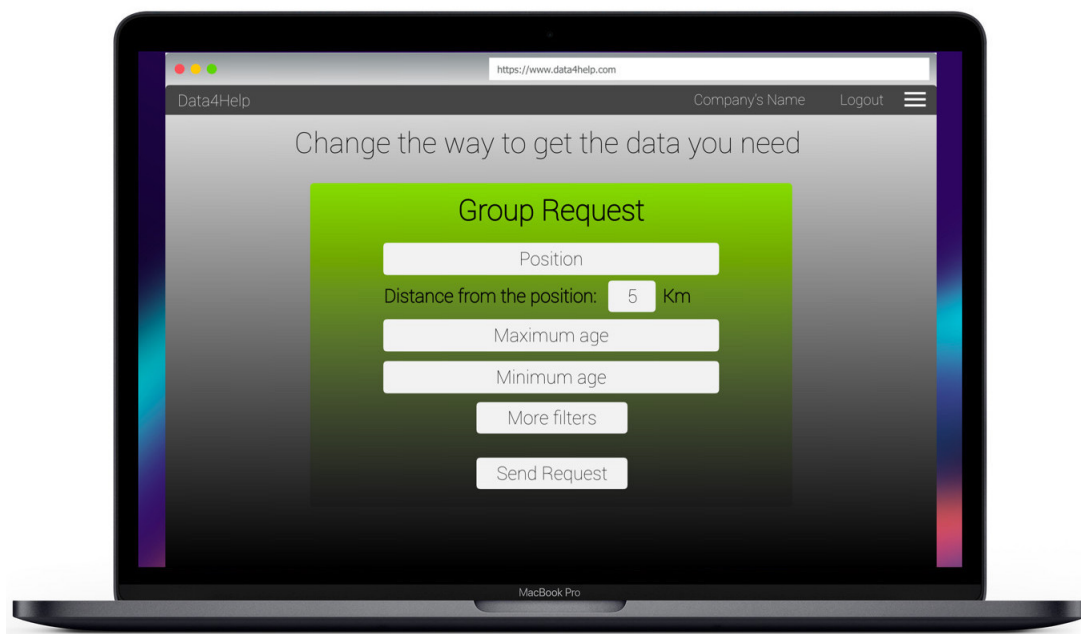 https://www.data4help.com
Data4Help Company's Name Logout
Change the way to get the data you need
Group Request
Position
Distance from the position: 5 Km
Maximum age
Minimum age
More filters
Send Request
MacBook Pro